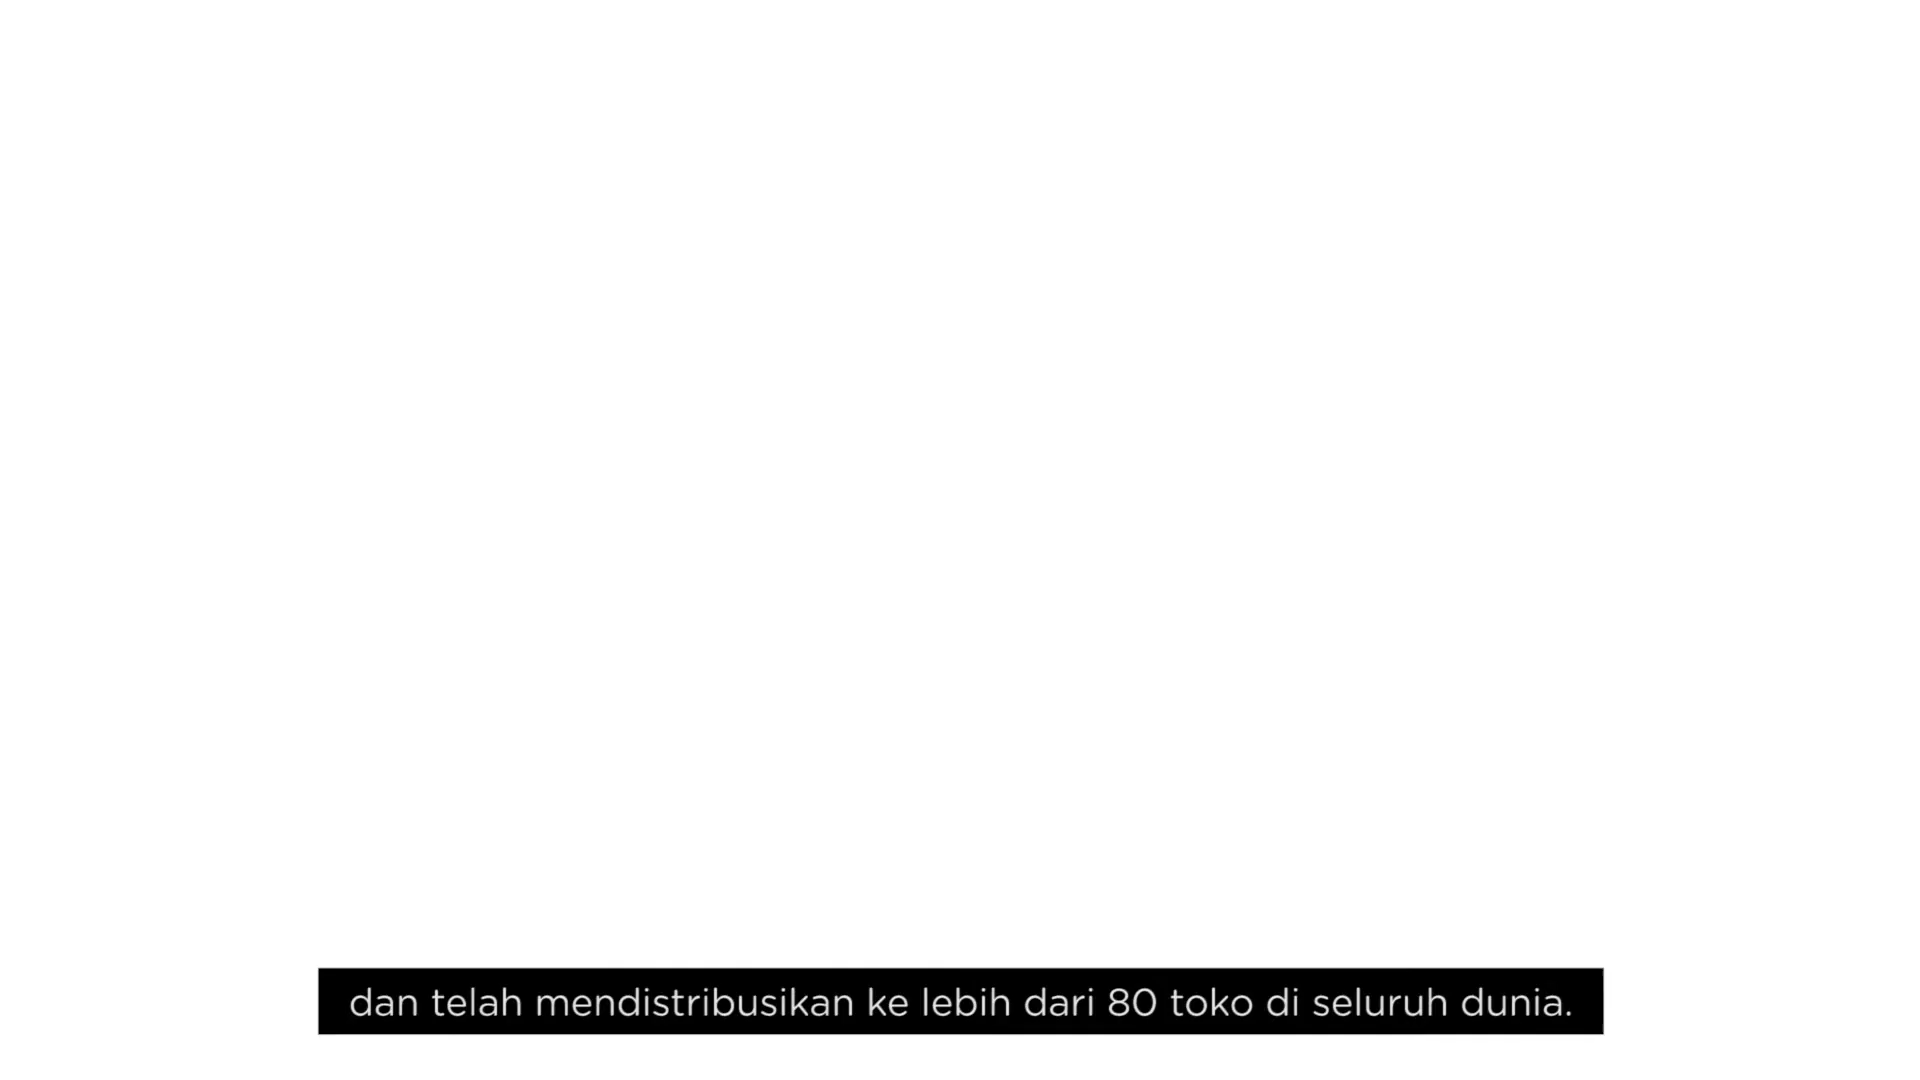 dan telah mendistribusikan ke lebih dari 80 toko di seluruh dunia.